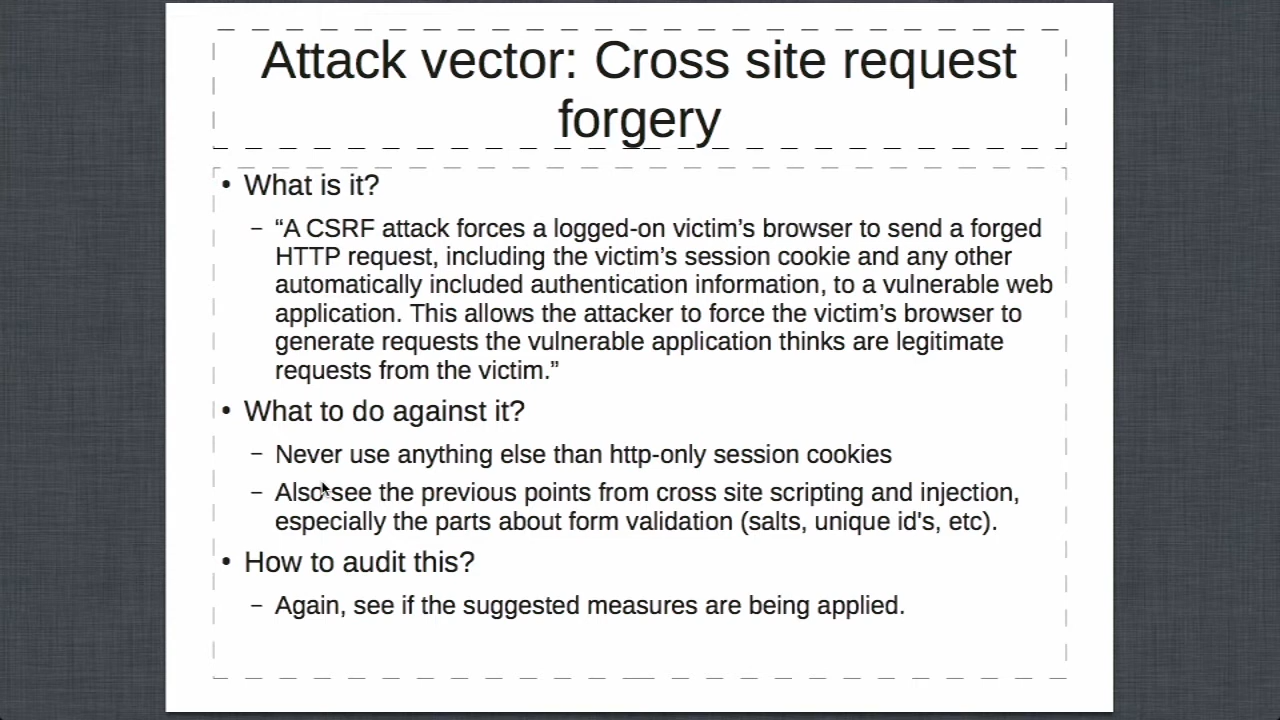 Attack vector: Cross site request
forgery
• What is it?
– “A CSRF attack forces a logged-on victim’s browser to send a forged
HTTP request, including the victim’s session cookie and any other
automatically included authentication information, to a vulnerable web
application. This allows the attacker to force the victim’s browser to
generate requests the vulnerable application thinks are legitimate
requests from the victim.”
• What to do against it?
– Never use anything else than http-only session cookies
– Also see the previous points from cross site scripting and injection,
especially the parts about form validation (salts, unique id's, etc).
• How to audit this?
– Again, see if the suggested measures are being applied.